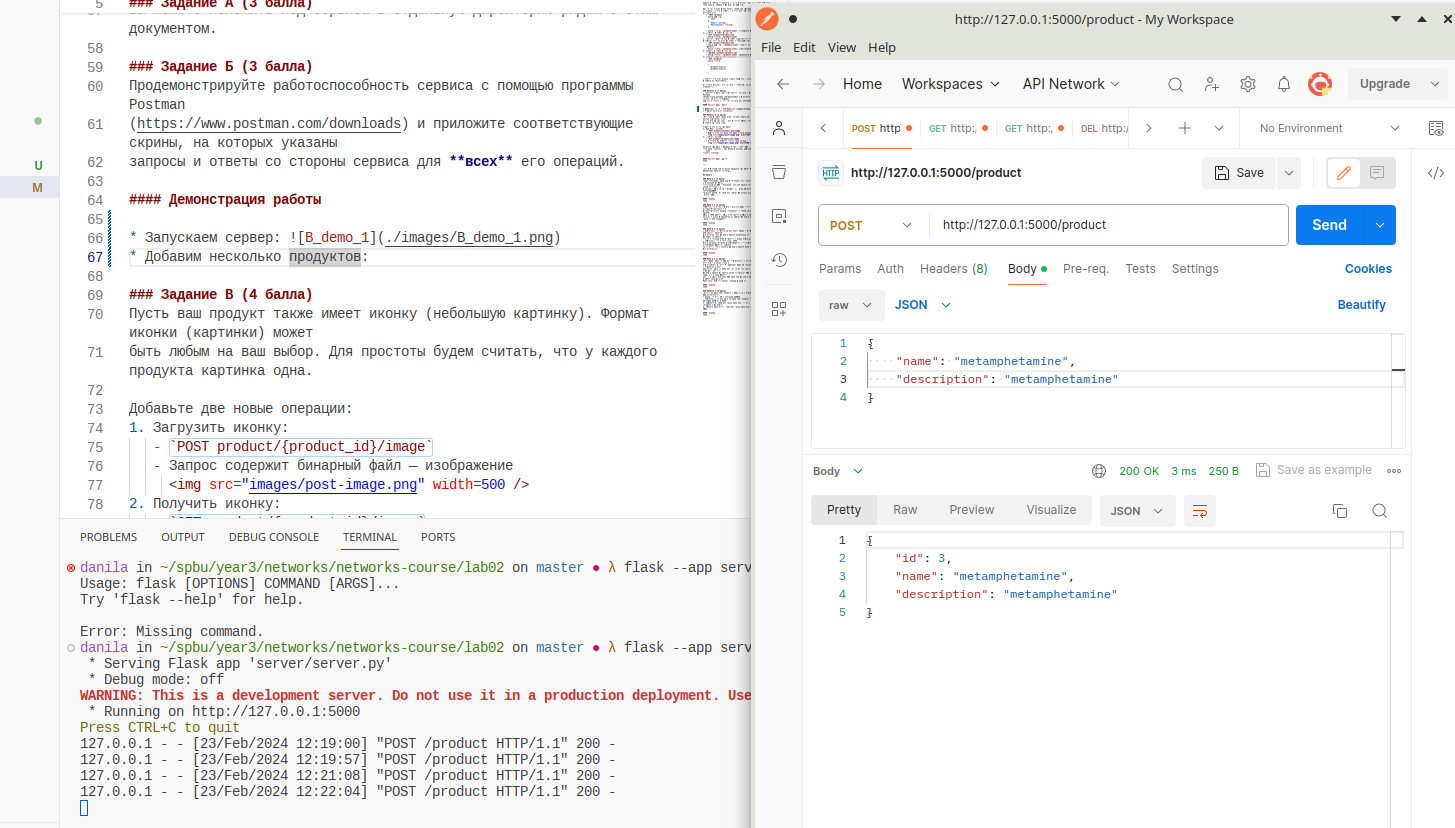 5 ### Задание А (3 балла)
документом.
58
59 ### Задание Б (3 балла)
60 Продемонстрируйте работоспособность сервиса с помощью программы
Postman
61 (https://www.postman.com/downloads) и приложите соответствующие
скрины, на которых указаны
62 запросы и ответы со стороны сервиса для **всех** его операций.
63
64 #### Демонстрация работы
65
66 * Запускаем сервер: ![B_demo_1](./images/B_demo_1.png)
67 * Добавим несколько продуктов:
68
69 ### Задание В (4 балла)
70 Пусть ваш продукт также имеет иконку (небольшую картинку). Формат
иконки (картинки) может
71 быть любым на ваш выбор. Для простоты будем считать, что у каждого
продукта картинка одна.
72
73 Добавьте две новые операции:
74 1. Загрузить иконку:
75 - `POST product/{product_id}/image`
76 - Запрос содержит бинарный файл — изображение
77 <img src="images/post-image.png" width=500 />
78 2. Получить иконку:
U
M
PROBLEMS OUTPUT DEBUG CONSOLE TERMINAL PORTS
danila in ~/spbu/year3/networks/networks-course/lab02 on master ● λ flask --app serv
Usage: flask [OPTIONS] COMMAND [ARGS]...
Try 'flask --help' for help.
Error: Missing command.
danila in ~/spbu/year3/networks/networks-course/lab02 on master ● λ flask --app serv
* Serving Flask app 'server/server.py'
* Debug mode: off
WARNING: This is a development server. Do not use it in a production deployment. Use
* Running on http://127.0.0.1:5000
Press CTRL+C to quit
127.0.0.1 - - [23/Feb/2024 12:19:00] "POST /product HTTP/1.1" 200 -
127.0.0.1 - - [23/Feb/2024 12:19:57] "POST /product HTTP/1.1" 200 -
127.0.0.1 - - [23/Feb/2024 12:21:08] "POST /product HTTP/1.1" 200 -
127.0.0.1 - - [23/Feb/2024 12:22:04] "POST /product HTTP/1.1" 200 -
http://127.0.0.1:5000/product - My Workspace
File Edit View Help
Home Workspaces API Network Upgrade
POST http GET http:, GET http:, DEL http:/ No Environment
HTTP http://127.0.0.1:5000/product Save
POST http://127.0.0.1:5000/product Send
Params Auth Headers (8) Body Pre-req. Tests Settings Cookies
raw JSON Beautify
1 {
2 "name": "metamphetamine",
3 "description": "metamphetamine"
4 }
Body 200 OK 3 ms 250 B Save as example
Pretty Raw Preview Visualize JSON
1 {
2 "id": 3,
3 "name": "metamphetamine",
4 "description": "metamphetamine"
5 }